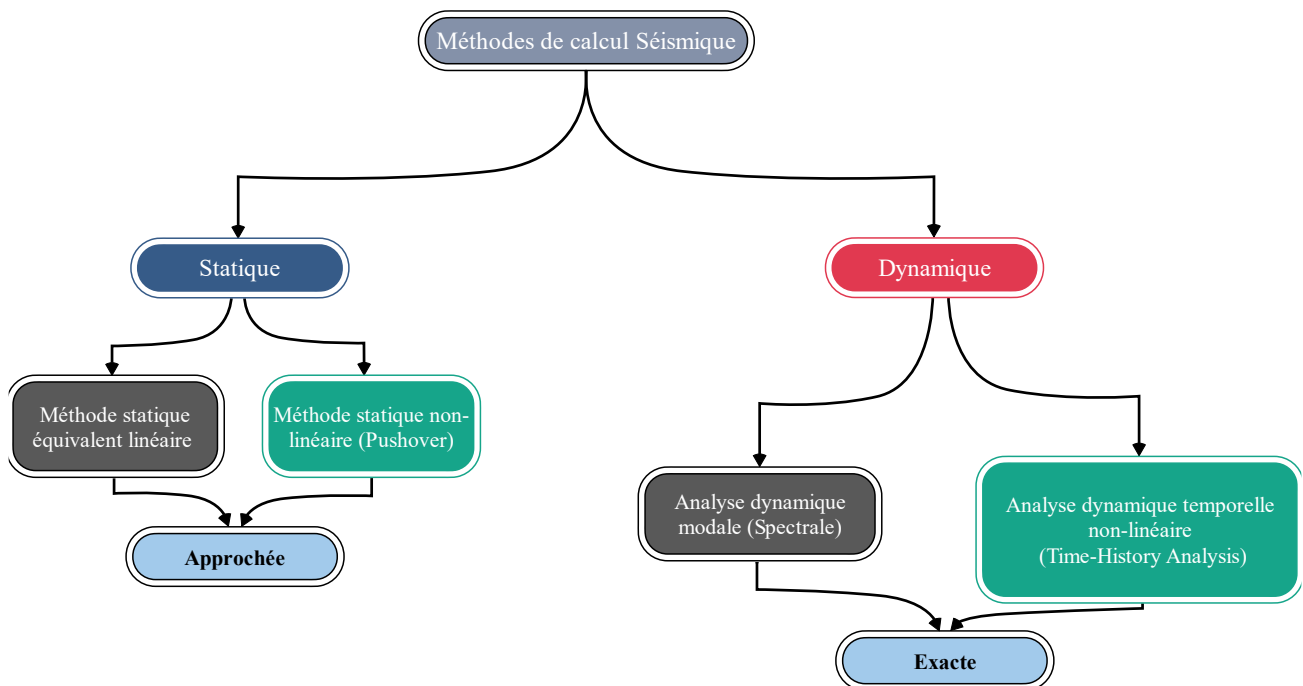 Méthodes de calcul Séismique
Statique
Dynamique
Méthode statique
équivalent linéaire
Méthode statique non-
linéaire (Pushover)
Analyse dynamique
modale (Spectrale)
Analyse dynamique temporelle
non-linéaire
(Time-History Analysis)
Approchée
Exacte